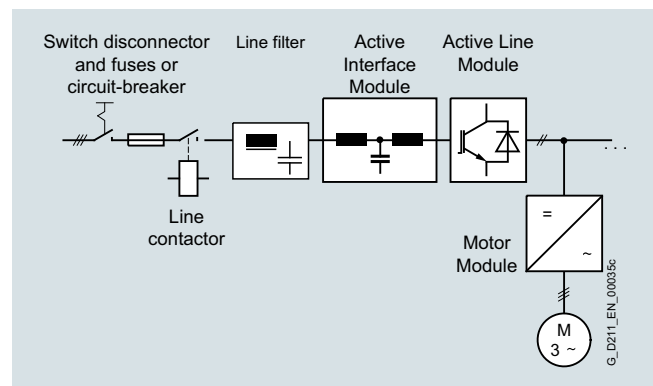 Switch disconnector
and fuses or
circuit-breaker
Line filter
Active
Interface
Module
Active Line
Module
. . .
Line
contactor
Motor
Module
=
~
M
3 ~
G_D211_EN_00035c